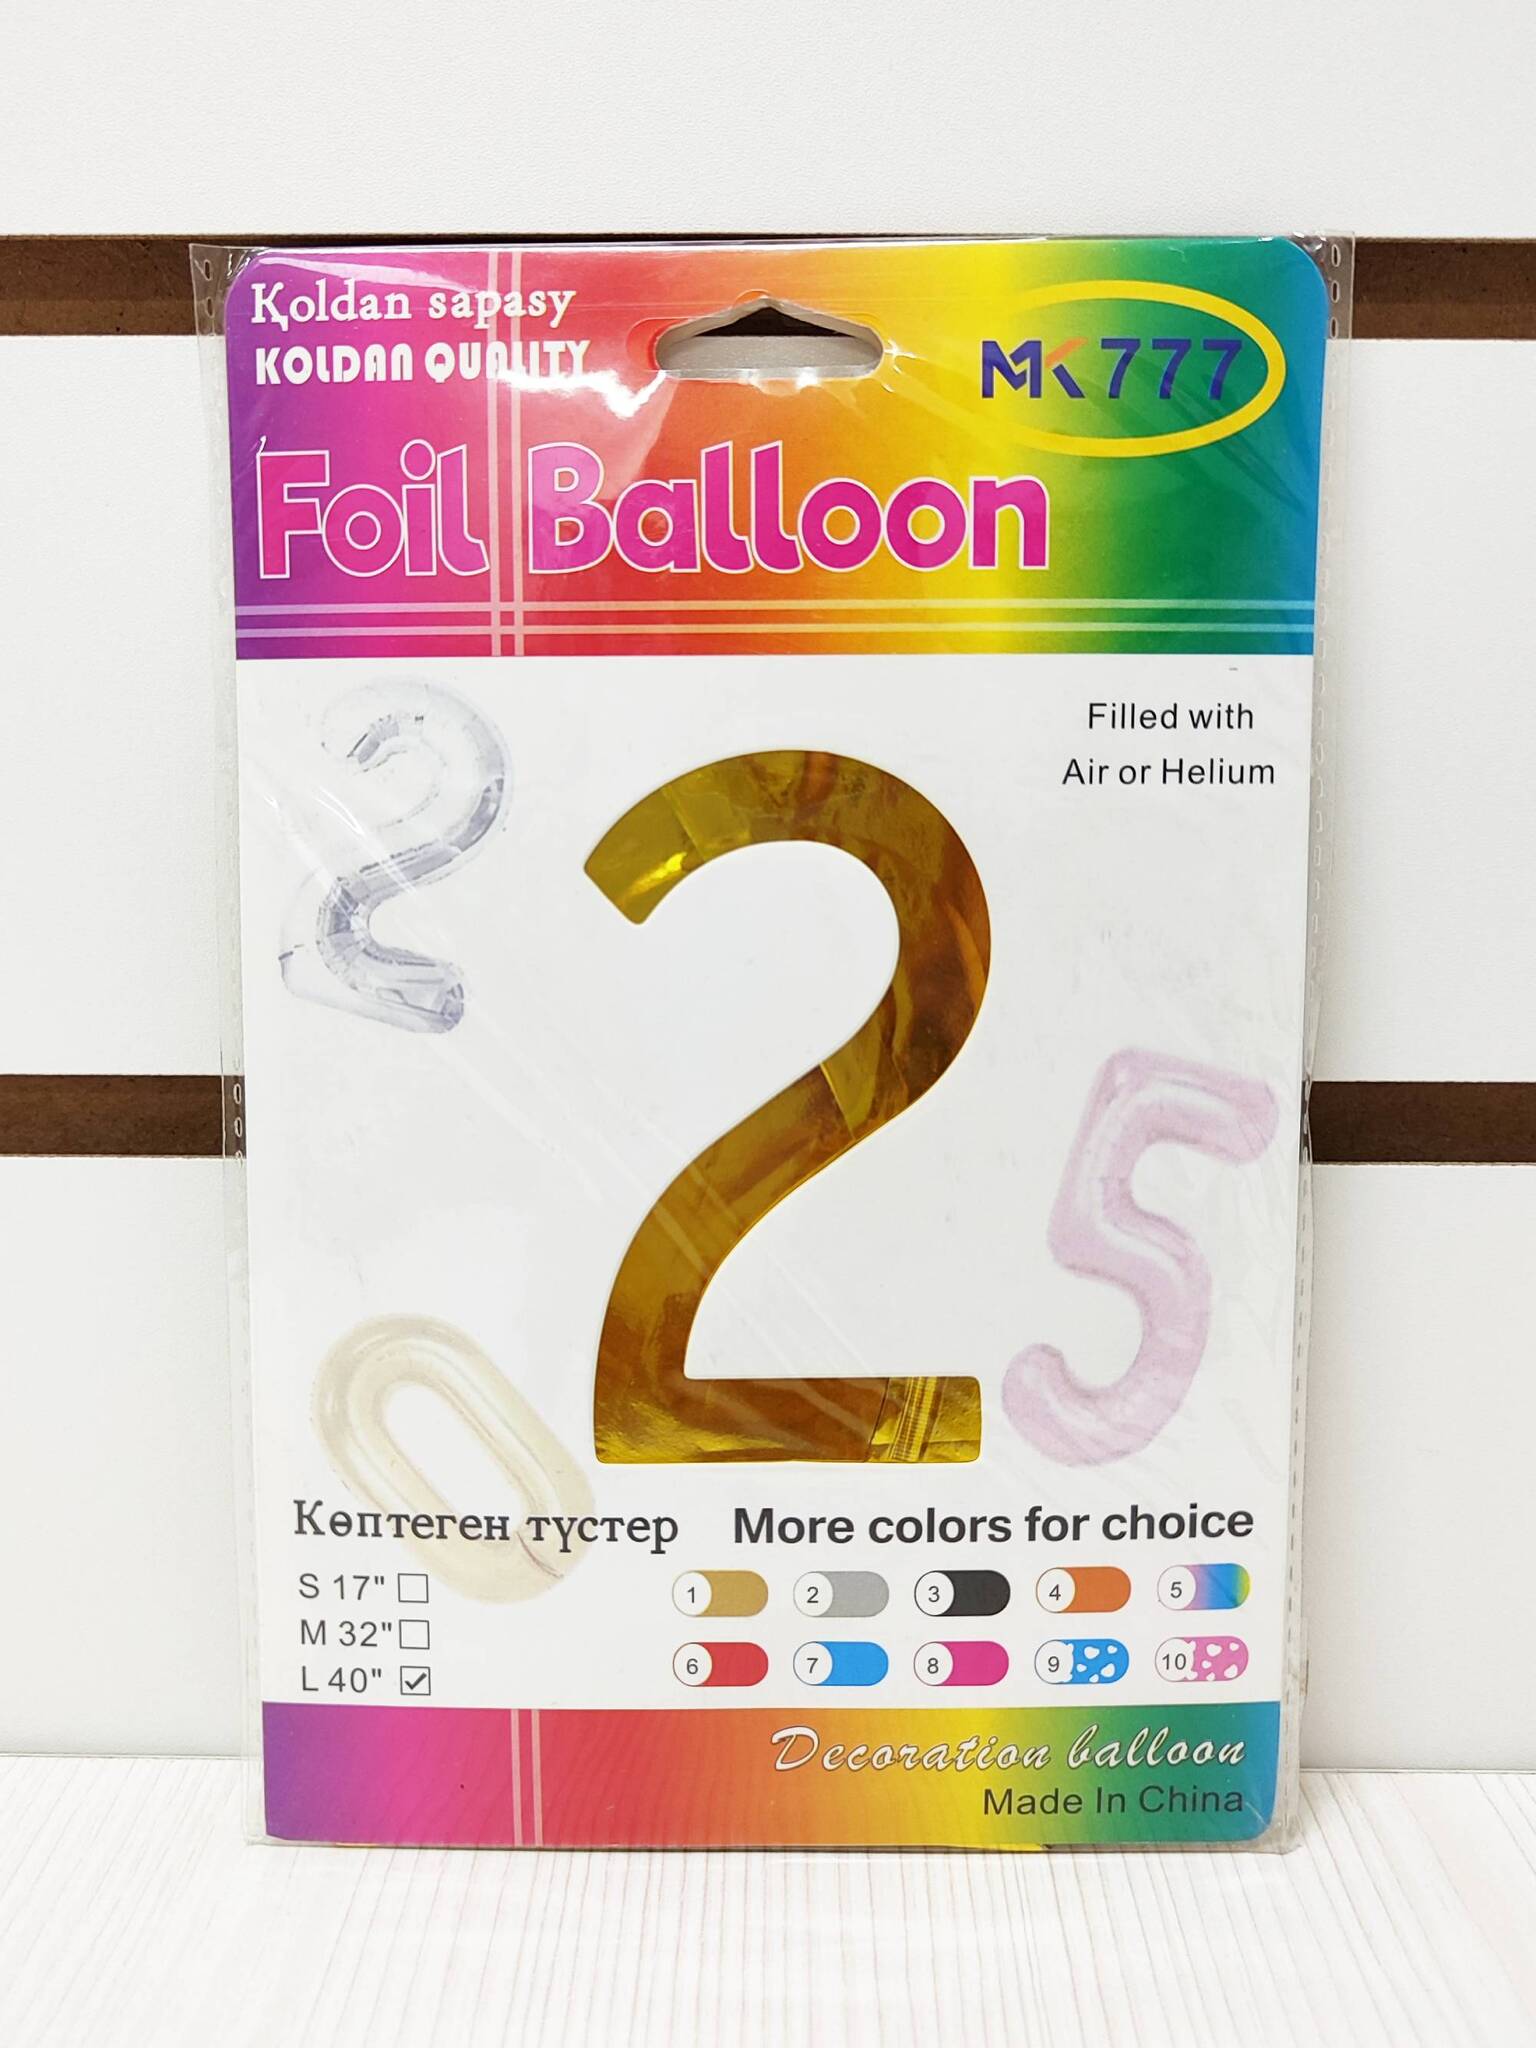 Қoldan sapasy
KOLDAN QUALITY
MK777
Foil Balloon
Filled with
Air or Helium
2
Көптеген түстер
More colors for choice
S 17"
M 32"
L 40"
1 2 3 4 5
6 7 8 9 10
Decoration balloon
Made In China